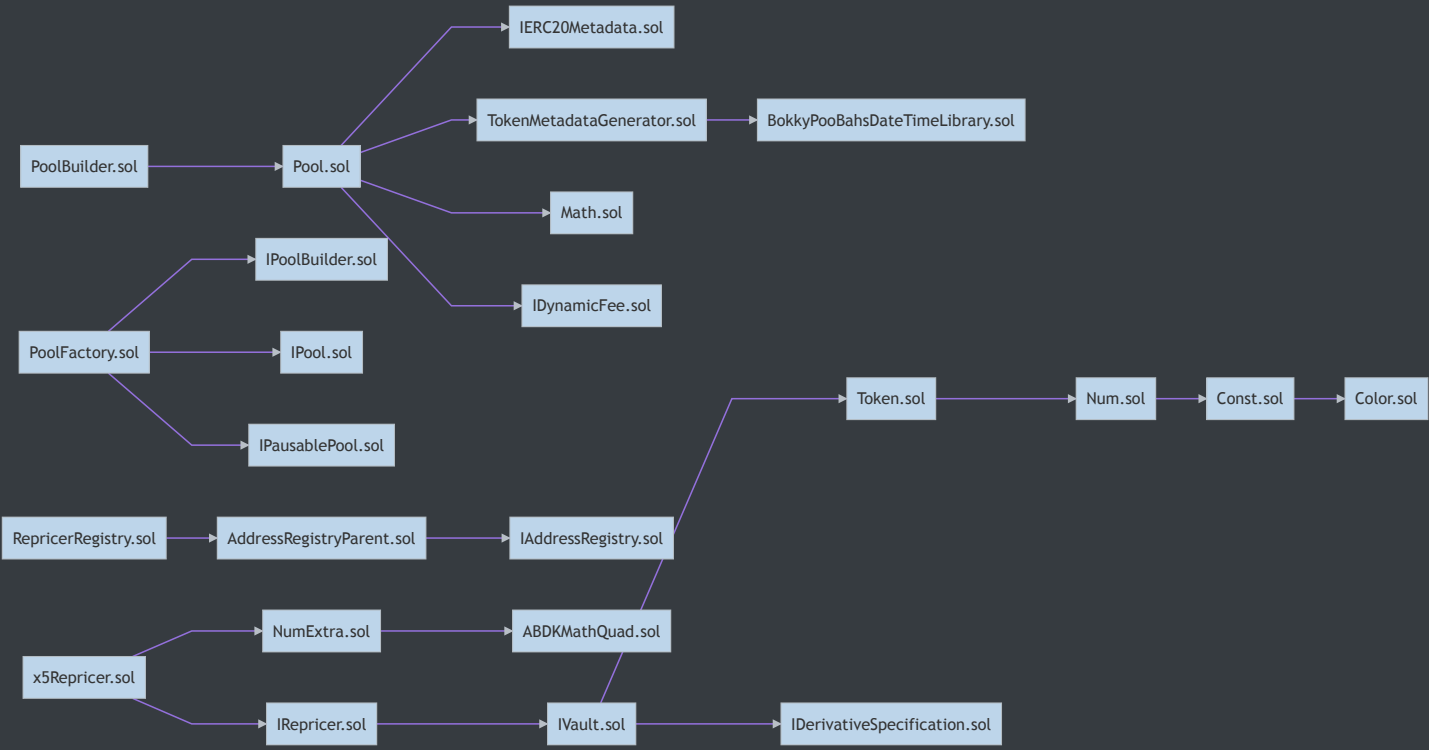 IERC20Metadata.sol
TokenMetadataGenerator.sol
BokkyPooBahsDateTimeLibrary.sol
PoolBuilder.sol
Pool.sol
Math.sol
IPoolBuilder.sol
IDynamicFee.sol
PoolFactory.sol
IPool.sol
Token.sol
Num.sol
Const.sol
Color.sol
IPausablePool.sol
RepricerRegistry.sol
AddressRegistryParent.sol
IAddressRegistry.sol
NumExtra.sol
ABDKMathQuad.sol
x5Repricer.sol
IRepricer.sol
IVault.sol
IDerivativeSpecification.sol